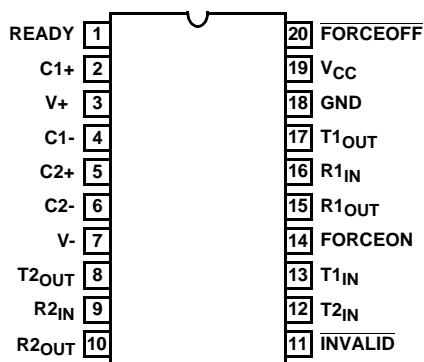 READY 1
C1+ 2
V+ 3
C1- 4
C2+ 5
C2- 6
V- 7
T2OUT 8
R2IN 9
R2OUT 10
20 FORCEOFF
19 VCC
18 GND
17 T1OUT
16 R1IN
15 R1OUT
14 FORCEON
13 T1IN
12 T2IN
11 INVALID